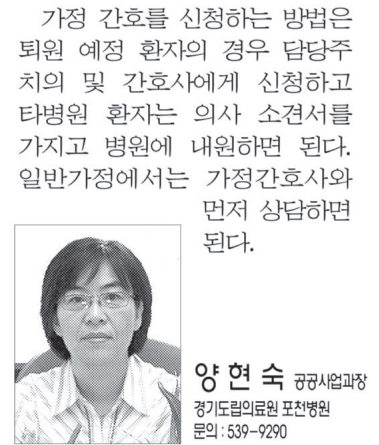 가정 간호를 신청하는 방법은
퇴원 예정 환자의 경우 담당주
치의 및 간호사에게 신청하고
타병원 환자는 의사 소견서를
가지고 병원에 내원하면 된다.
일반가정에서는 가정간호사와
먼저 상담하면
된다.
양현숙 공공사업과장
경기도립의료원 포천병원
문의 : 539-9290